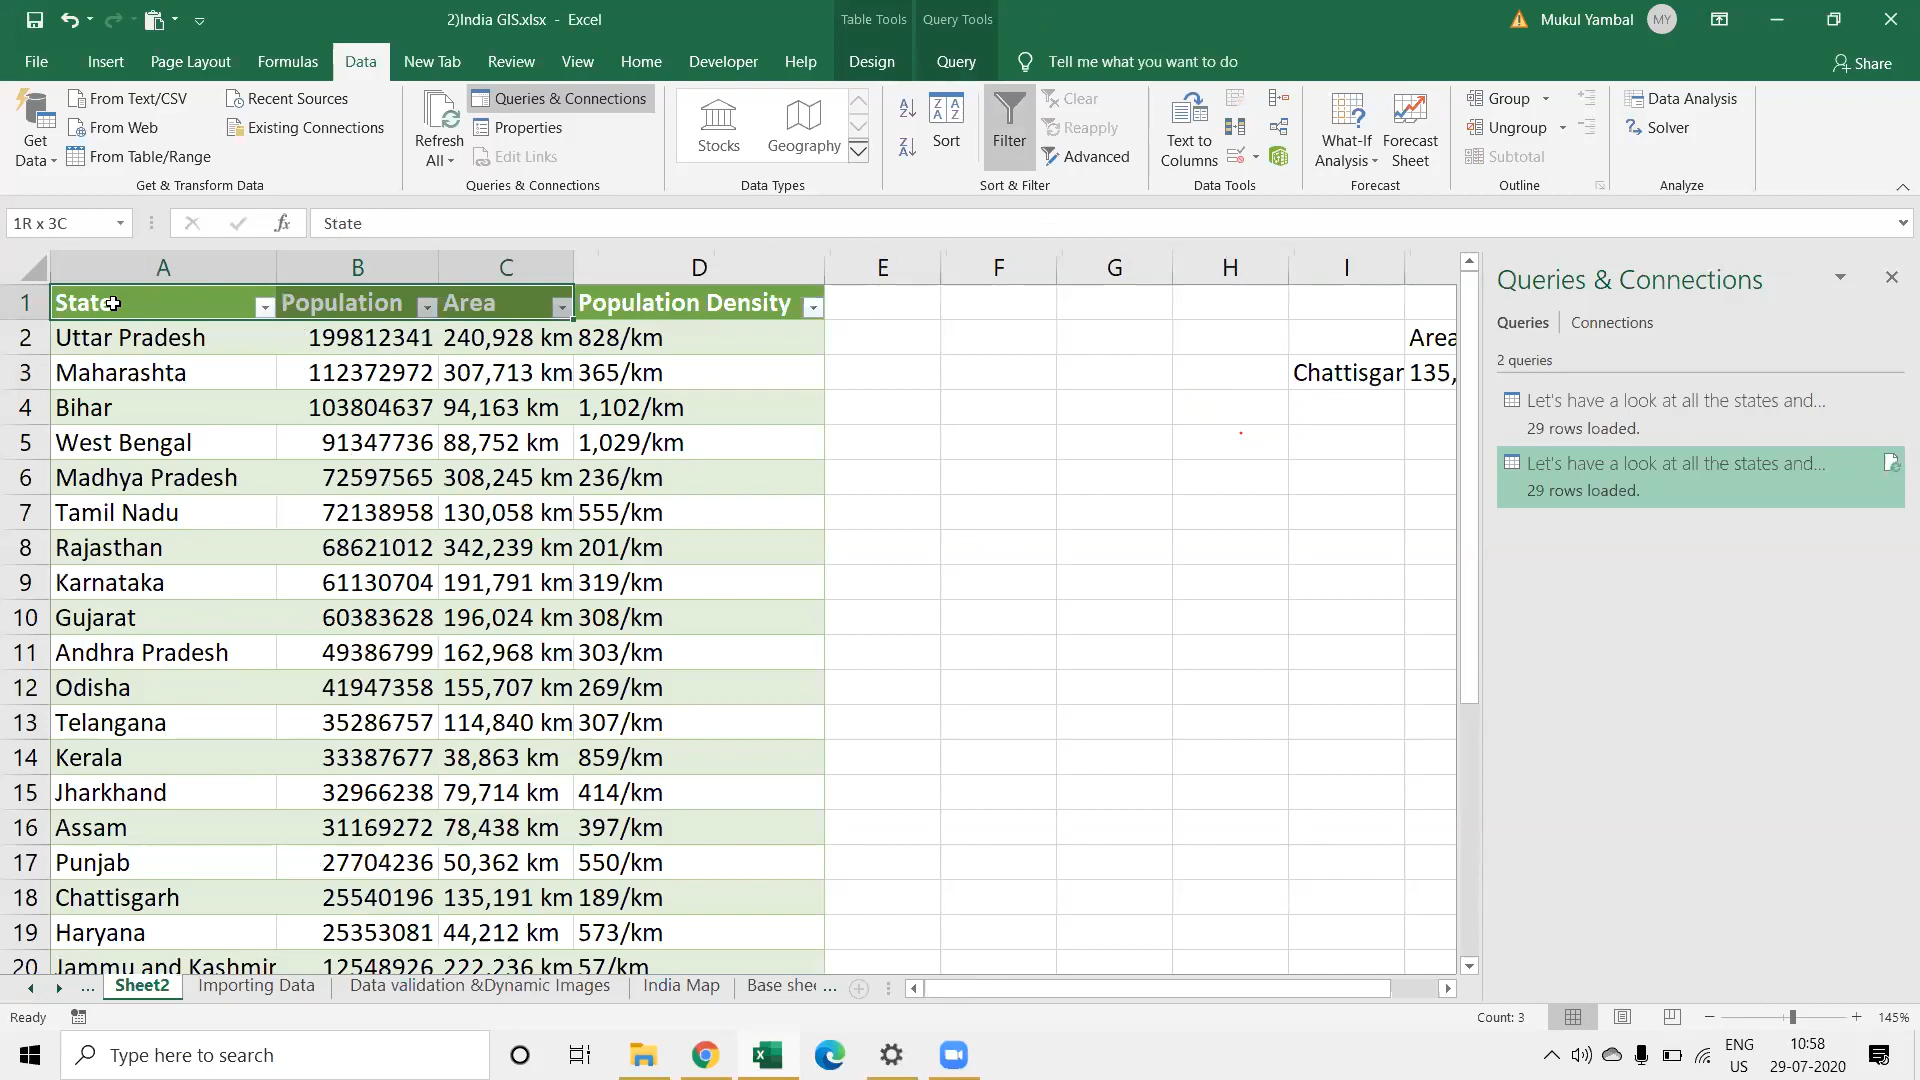 2)India GIS.xlsx - Excel
Table Tools
Query Tools
Mukul Yambal
MY
File
Insert
Page Layout
Formulas
Data
New Tab
Review
View
Home
Developer
Help
Design
Query
Tell me what you want to do
Share
Get
Data
From Text/CSV
From Web
From Table/Range
Recent Sources
Existing Connections
Get & Transform Data
Refresh
All
Queries & Connections
Properties
Edit Links
Queries & Connections
Stocks
Geography
Data Types
Sort
Filter
Clear
Reapply
Advanced
Sort & Filter
Text to
Columns
Data Tools
What-If
Analysis
Forecast
Sheet
Forecast
Group
Ungroup
Subtotal
Outline
Data Analysis
Solver
Analyze
1R x 3C
fx
State
A B C D E F G H I
1 State Population Area Population Density
2 Uttar Pradesh 199812341 240,928 km 828/km Area
3 Maharashta 112372972 307,713 km 365/km Chattisgar 135,
4 Bihar 103804637 94,163 km 1,102/km
5 West Bengal 91347736 88,752 km 1,029/km
6 Madhya Pradesh 72597565 308,245 km 236/km
7 Tamil Nadu 72138958 130,058 km 555/km
8 Rajasthan 68621012 342,239 km 201/km
9 Karnataka 61130704 191,791 km 319/km
10 Gujarat 60383628 196,024 km 308/km
11 Andhra Pradesh 49386799 162,968 km 303/km
12 Odisha 41947358 155,707 km 269/km
13 Telangana 35286757 114,840 km 307/km
14 Kerala 33387677 38,863 km 859/km
15 Jharkhand 32966238 79,714 km 414/km
16 Assam 31169272 78,438 km 397/km
17 Punjab 27704236 50,362 km 550/km
18 Chattisgarh 25540196 135,191 km 189/km
19 Haryana 25353081 44,212 km 573/km
20 Jammu and Kashmir 12548926 222,236 km 57/km
Queries & Connections
Queries
Connections
2 queries
Let's have a look at all the states and...
29 rows loaded.
Let's have a look at all the states and...
29 rows loaded.
...
Sheet2
Importing Data
Data validation &Dynamic Images
India Map
Base shee ...
Ready
Count: 3
145%
Type here to search
ENG
US
10:58
29-07-2020